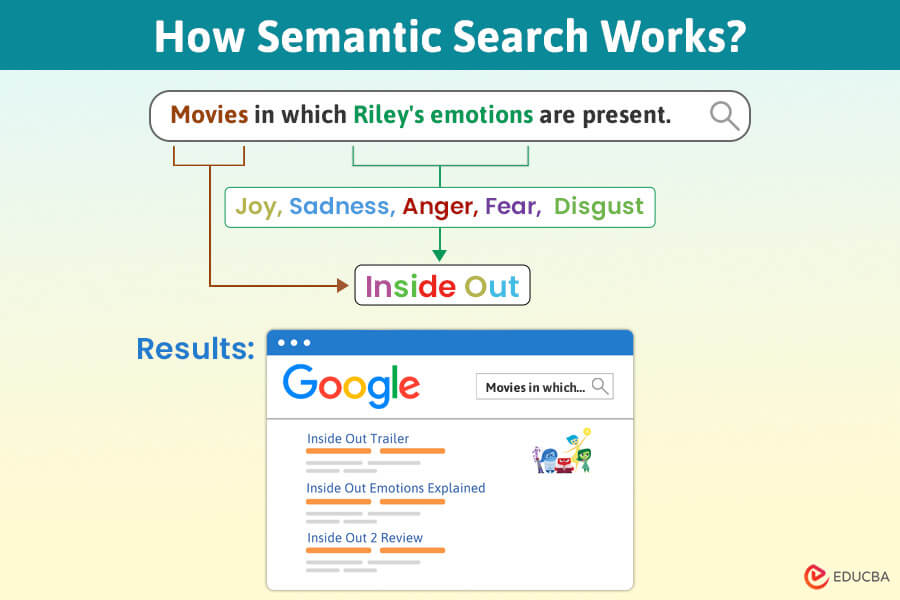 How Semantic Search Works?
Movies in which Riley's emotions are present.
Joy, Sadness, Anger, Fear, Disgust
Inside Out
Results:
Google
Movies in which...
Inside Out Trailer
Inside Out Emotions Explained
Inside Out 2 Review
EDUCBA